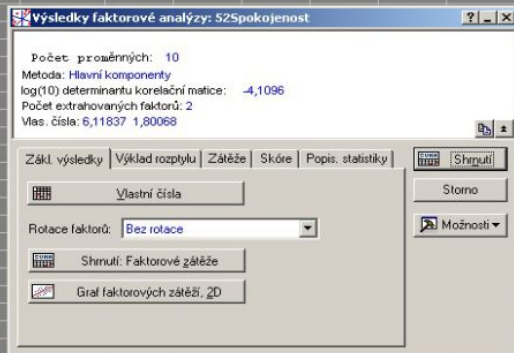 Výsledky faktorové analýzy: 52Spokojenost
Počet proměnných: 10
Metoda: Hlavní komponenty
log(10) determinantu korelační matice: -4,1096
Počet extrahovaných faktorů: 2
Vlas. čísla: 6,11837 1,80068
Zákl. výsledky Výklad rozptylu Zátěže Skóre Popis. statistiky
Shrnutí
Vlastní čísla
Storno
Rotace faktorů: Bez rotace
Možnosti
Shrnutí: Faktorové zátěže
Graf faktorových zátěží, 2D